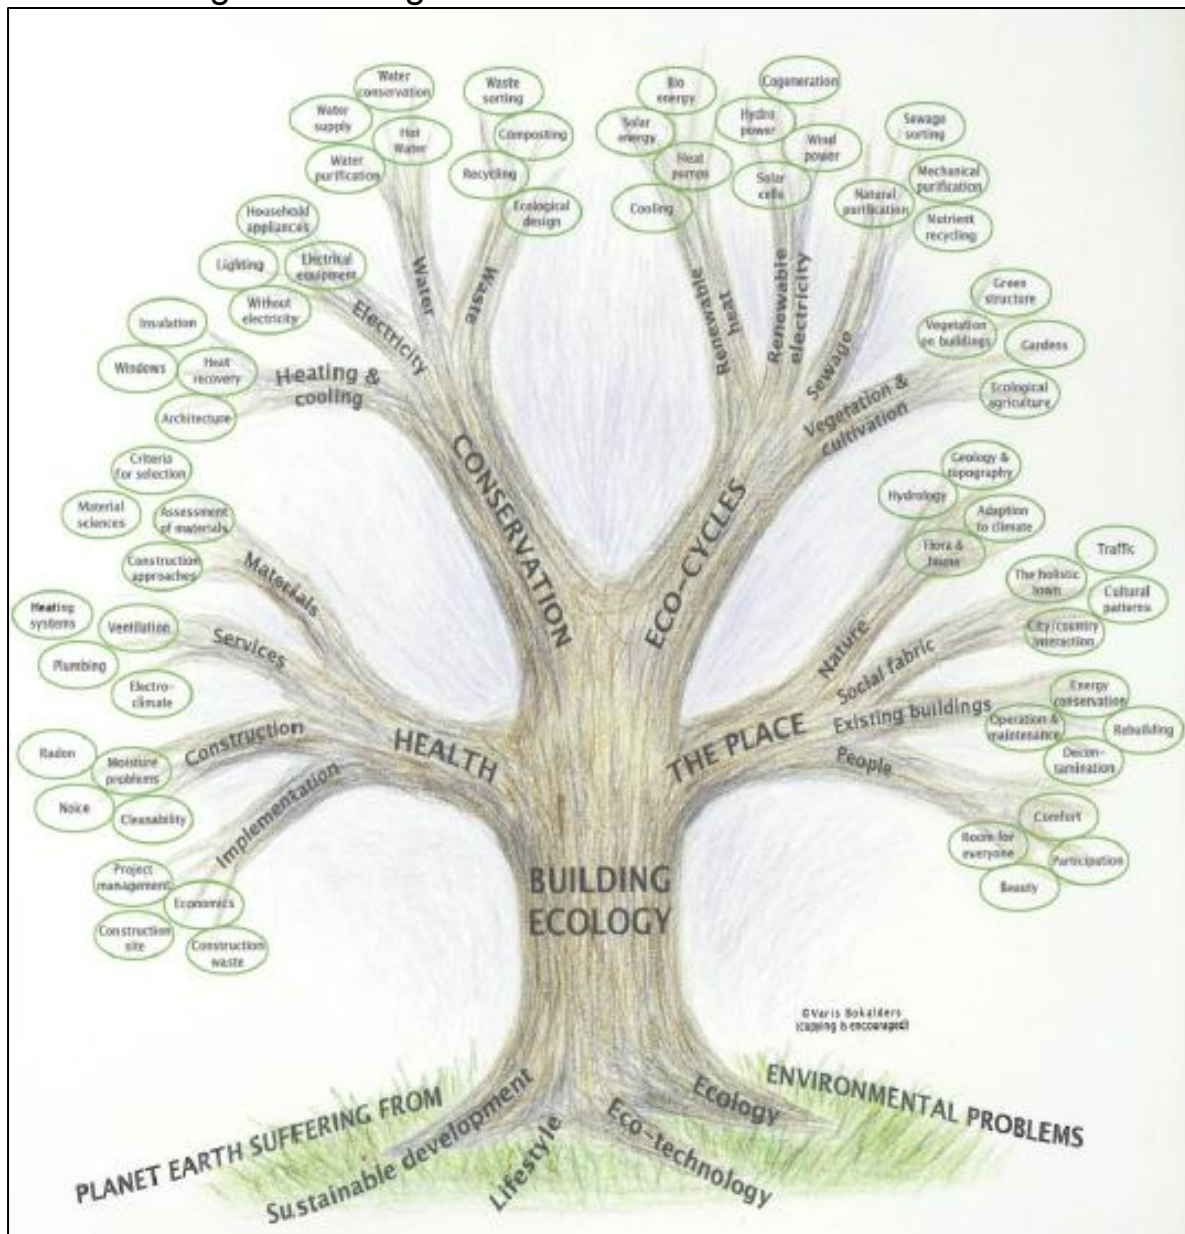 Water
conservation
Water
supply
Hot
Water
Water
purification
Waste
sorting
Composting
Recycling
Ecological
design
Bio
energy
Solar
energy
Heat
pumps
Cooling
Cogeneration
Hydro
power
Wind
power
Solar
cells
Sewage
sorting
Mechanical
purification
Natural
purification
Nutrient
recycling
Household
appliances
Lighting
Electrical
equipment
Without
electricity
Insulation
Windows
Heat
recovery
Architecture
Green
structure
Vegetation
on buildings
Gardens
Ecological
agriculture
Heating &
cooling
Electricity
Water
Waste
Renewable
heat
Renewable
electricity
Sewage
Vegetation &
cultivation
CONSERVATION
ECO-CYCLES
Criteria
for selection
Material
sciences
Assessment
of materials
Construction
approaches
Materials
Heating
systems
Ventilation
Plumbing
Electro-
climate
Services
Radon
Moisture
problems
Noice
Cleanability
Construction
Project
management
Economics
Construction
site
Construction
waste
Implementation
HEALTH
Geology &
topography
Hydrology
Adaption
to climate
Flora &
fauna
Nature
Traffic
The holistic
town
Cultural
patterns
City/country
interaction
Social fabric
Energy
conservation
Operation &
maintenance
Rebuilding
Decon-
tamination
Existing buildings
Comfort
Room for
everyone
Participation
Beauty
People
THE PLACE
BUILDING
ECOLOGY
©Varis Bokalders
(copying is encouraged)
PLANET EARTH SUFFERING FROM
ENVIRONMENTAL PROBLEMS
Sustainable development
Lifestyle
Eco-technology
Ecology